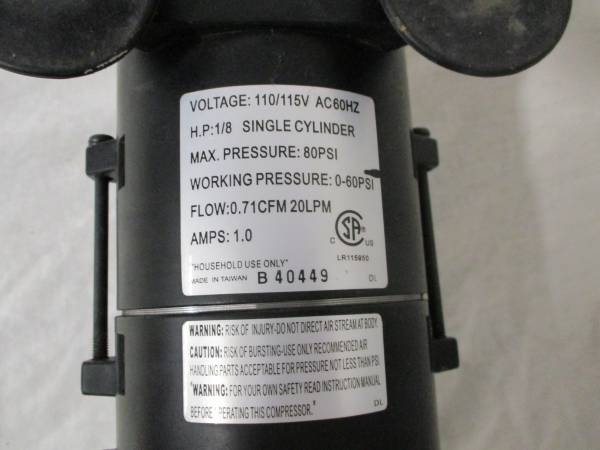 VOLTAGE: 110/115V AC60HZ
H.P:1/8 SINGLE CYLINDER
MAX. PRESSURE: 80PSI
WORKING PRESSURE: 0-60PSI
FLOW:0.71CFM 20LPM
AMPS: 1.0
C SA ® US
LR115950
"HOUSEHOLD USE ONLY"
MADE IN TAIWAN B 40449 DL
WARNING: RISK OF INJURY-DO NOT DIRECT AIR STREAM AT BODY.
CAUTION: RISK OF BURSTING-USE ONLY RECOMMENDED AIR
HANDLING PARTS ACCEPTABLE FOR PRESSURE NOT LESS THAN PSI.
"WARNING: FOR YOUR OWN SAFETY READ INSTRUCTION MANUAL
BEFORE PERATING THIS COMPRESSOR." DL